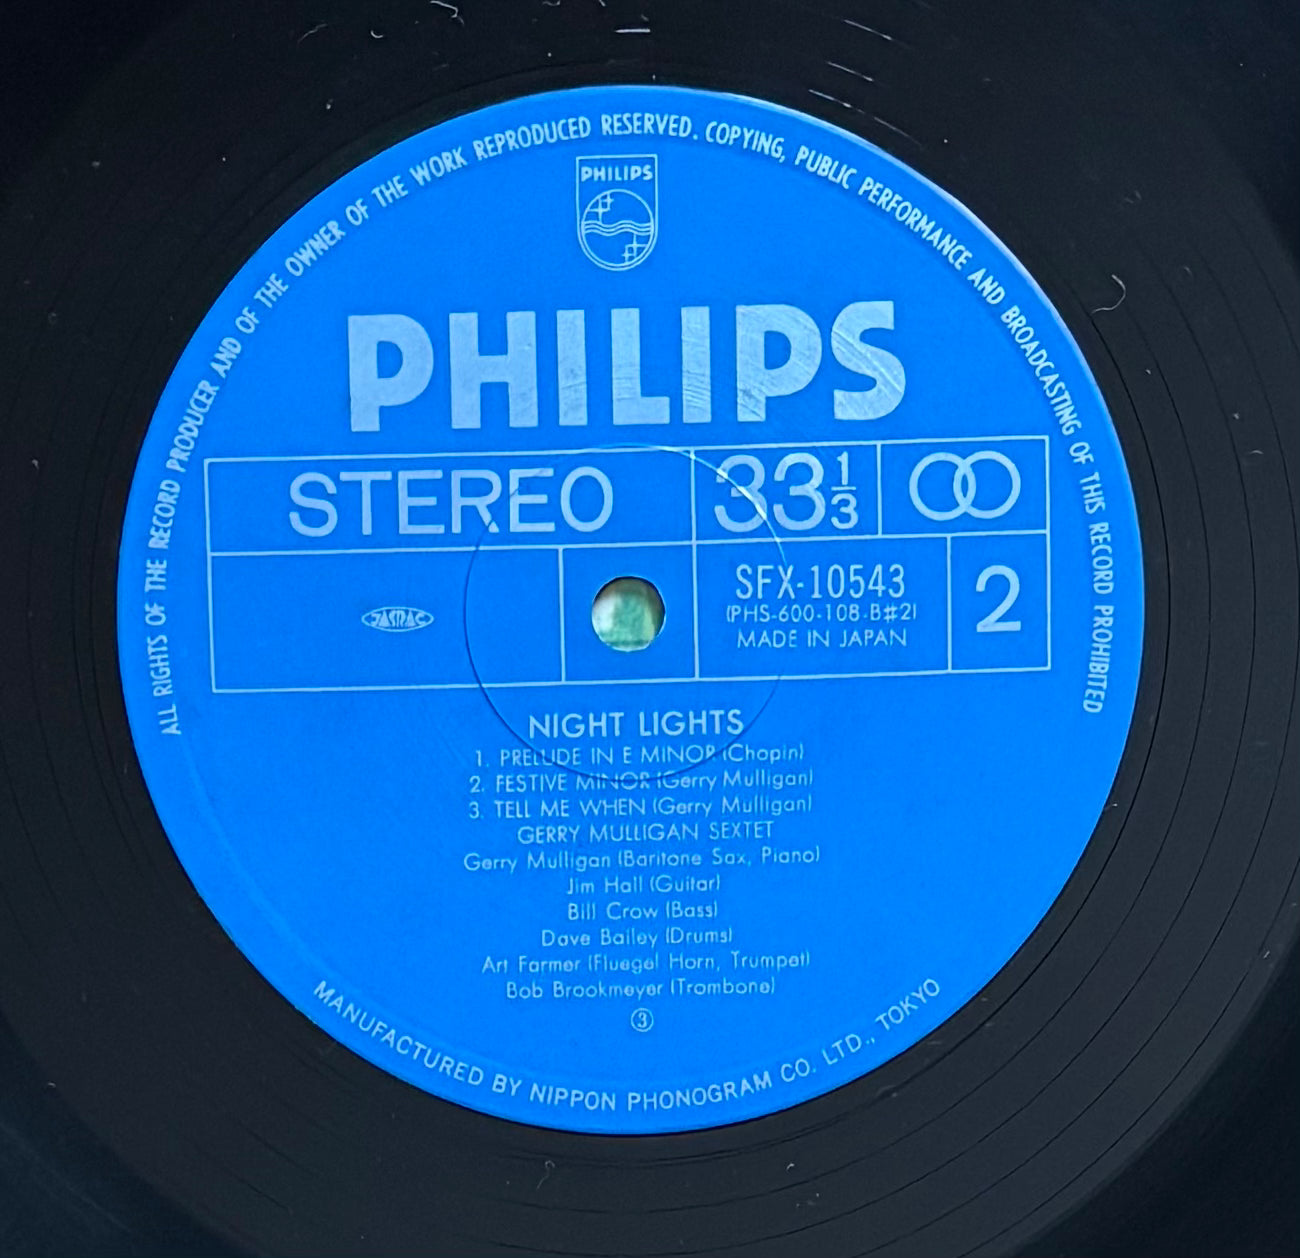 ALL RIGHTS OF THE RECORD PRODUCER AND OF THE OWNER OF THE WORK REPRODUCED RESERVED. COPYING, PUBLIC PERFORMANCE AND BROADCASTING OF THIS RECORD PROHIBITED
PHILIPS
PHILIPS
STEREO 33 1/3
JASRAC
SFX-10543
(PHS-600-108-B#2)
MADE IN JAPAN
2
NIGHT LIGHTS
1. PRELUDE IN E MINOR (Chopin)
2. FESTIVE MINOR (Gerry Mulligan)
3. TELL ME WHEN (Gerry Mulligan)
GERRY MULLIGAN SEXTET
Gerry Mulligan (Baritone Sax, Piano)
Jim Hall (Guitar)
Bill Crow (Bass)
Dave Bailey (Drums)
Art Farmer (Fluegel Horn, Trumpet)
Bob Brookmeyer (Trombone)
③
MANUFACTURED BY NIPPON PHONOGRAM CO. LTD., TOKYO